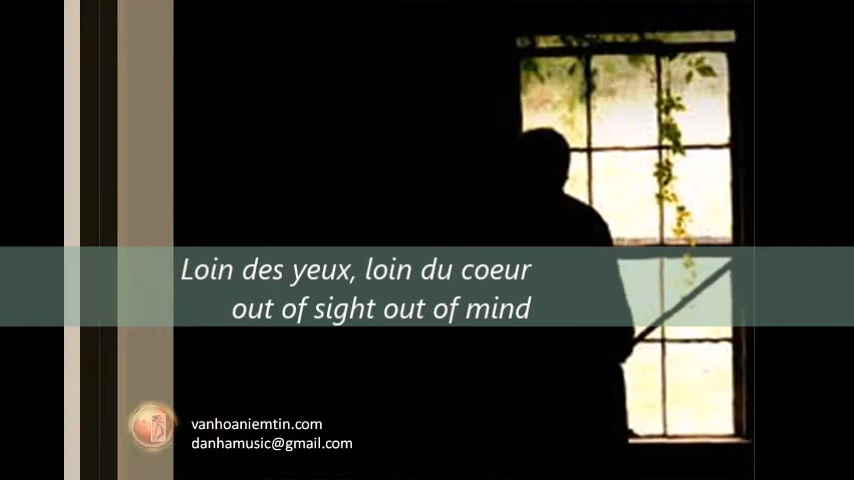 Loin des yeux, loin du coeur
out of sight out of mind
vanhoaniemtin.com
danhamusic@gmail.com